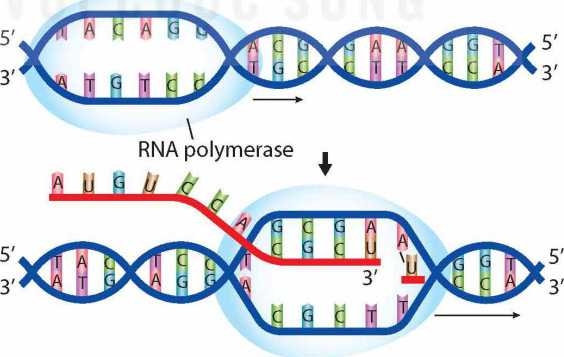 5' T A C A G G A C G G A A G G T 5'
3' A T G T C C T G C C T T C C A 3'
RNA polymerase
A U G U C C A
5' T A C T C C T G C G A A G G T 5'
C G C U U
3'
3' A T G A G G A C G C T T C C A 3'